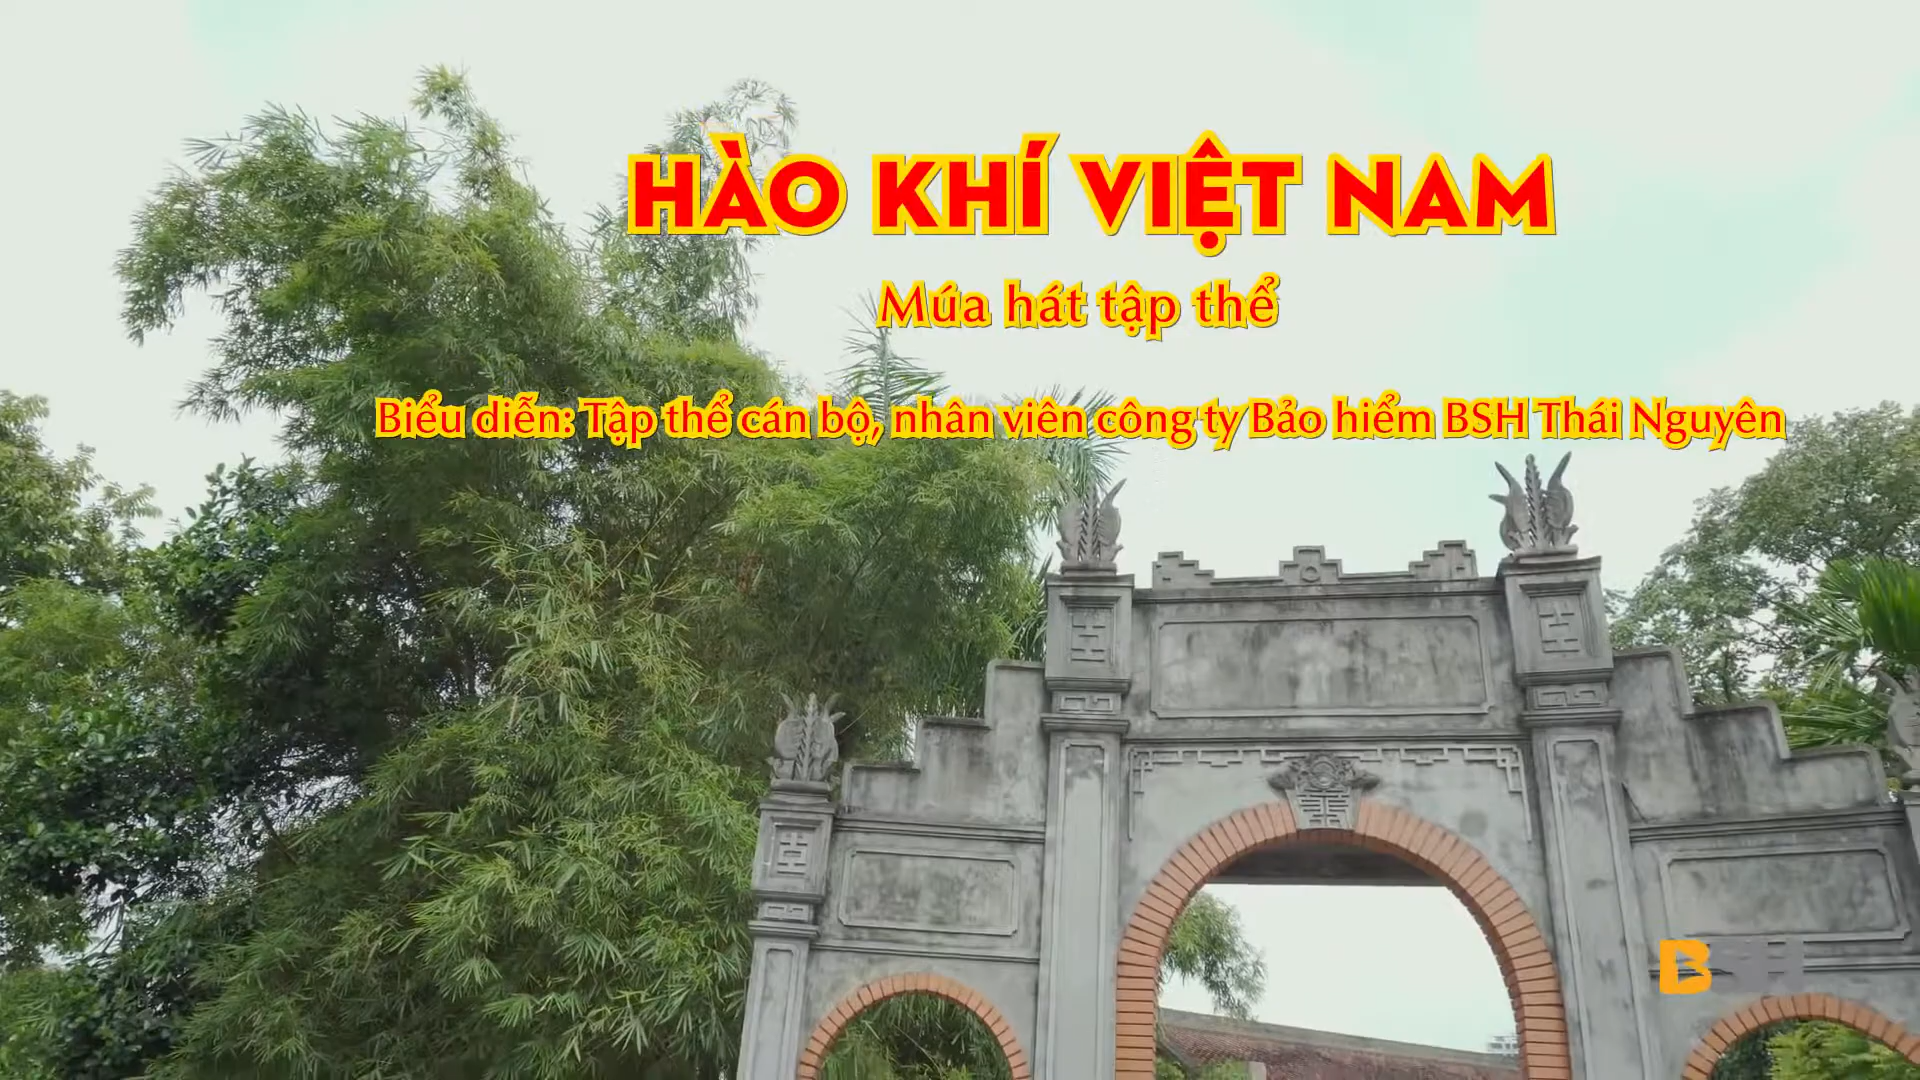 HÀO KHÍ VIỆT NAM
Múa hát tập thể
Biểu diễn: Tập thể cán bộ, nhân viên công ty Bảo hiểm BSH Thái Nguyên
BSH